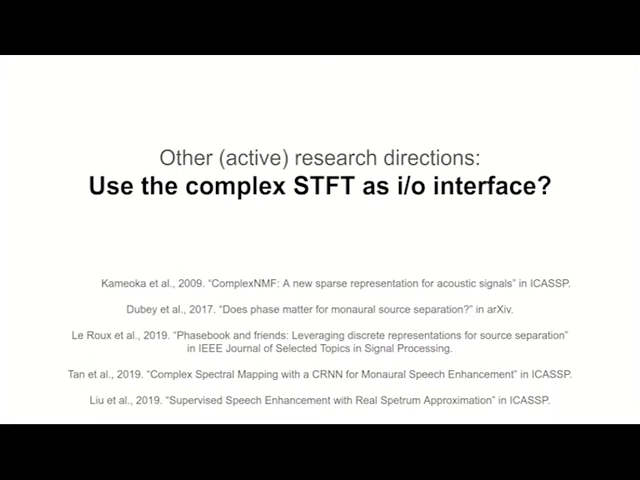 Other (active) research directions:
Use the complex STFT as i/o interface?
Kameoka et al., 2009. “ComplexNMF: A new sparse representation for acoustic signals” in ICASSP.
Dubey et al., 2017. “Does phase matter for monaural source separation?” in arXiv.
Le Roux et al., 2019. “Phasebook and friends: Leveraging discrete representations for source separation”
in IEEE Journal of Selected Topics in Signal Processing.
Tan et al., 2019. “Complex Spectral Mapping with a CRNN for Monaural Speech Enhancement” in ICASSP.
Liu et al., 2019. “Supervised Speech Enhancement with Real Spetrum Approximation” in ICASSP.